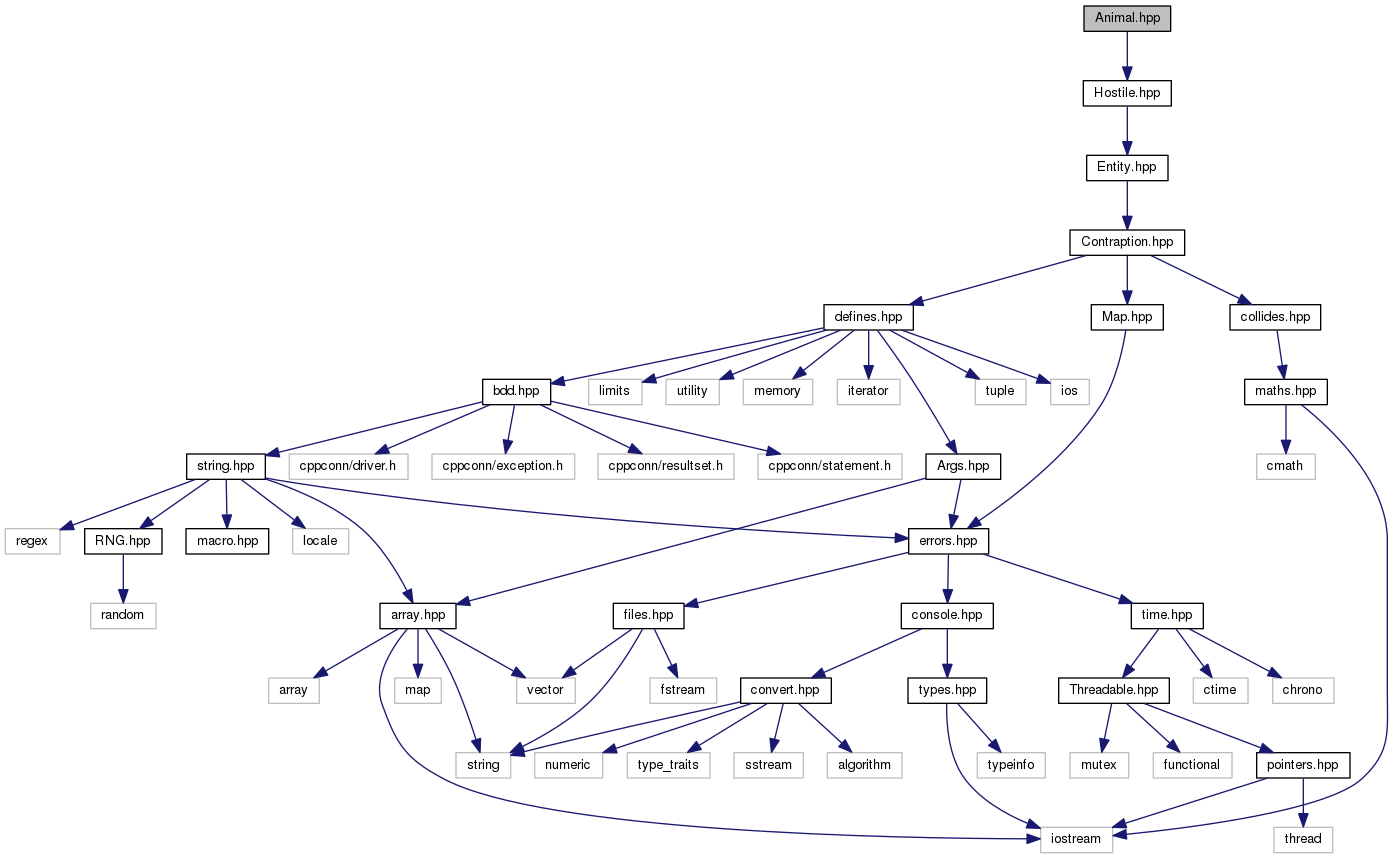 Animal.hpp
Hostile.hpp
Entity.hpp
Contraption.hpp
defines.hpp
Map.hpp
collides.hpp
bdd.hpp
limits
utility
memory
iterator
tuple
ios
maths.hpp
string.hpp
cppconn/driver.h
cppconn/exception.h
cppconn/resultset.h
cppconn/statement.h
Args.hpp
cmath
regex
RNG.hpp
macro.hpp
locale
errors.hpp
random
array.hpp
files.hpp
console.hpp
time.hpp
array
map
vector
fstream
convert.hpp
types.hpp
Threadable.hpp
ctime
chrono
string
numeric
type_traits
sstream
algorithm
typeinfo
mutex
functional
pointers.hpp
iostream
thread